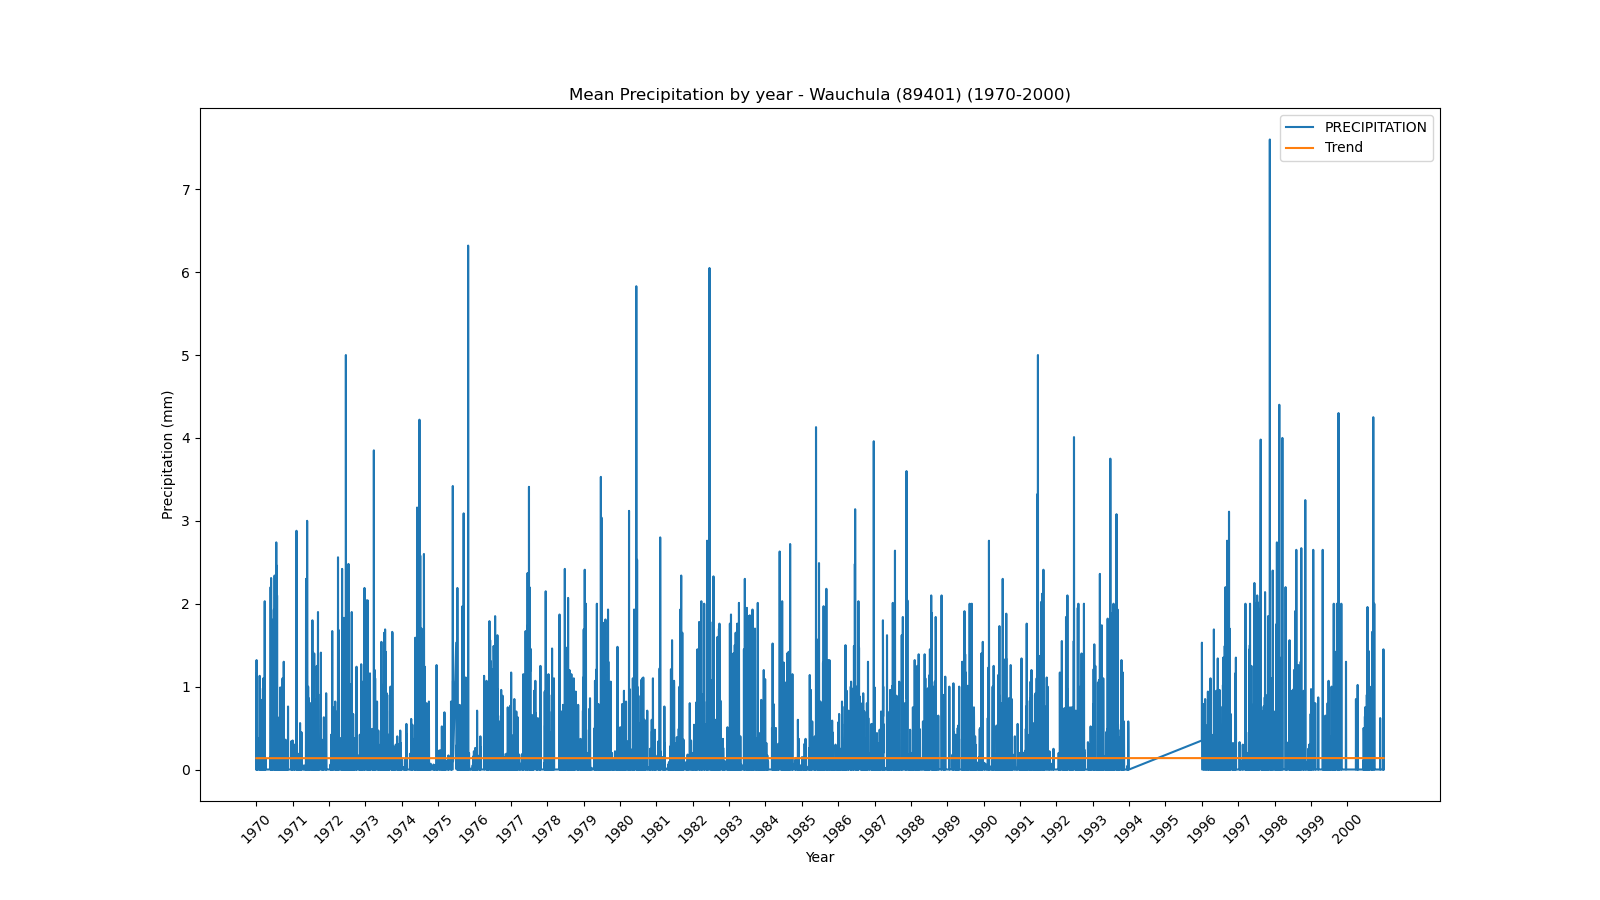 Mean Precipitation by year - Wauchula (89401) (1970-2000)
PRECIPITATION
Trend
7
6
5
4
3
2
1
0
Precipitation (mm)
1970 1971 1972 1973 1974 1975 1976 1977 1978 1979 1980 1981 1982 1983 1984 1985 1986 1987 1988 1989 1990 1991 1992 1993 1994 1995 1996 1997 1998 1999 2000
Year